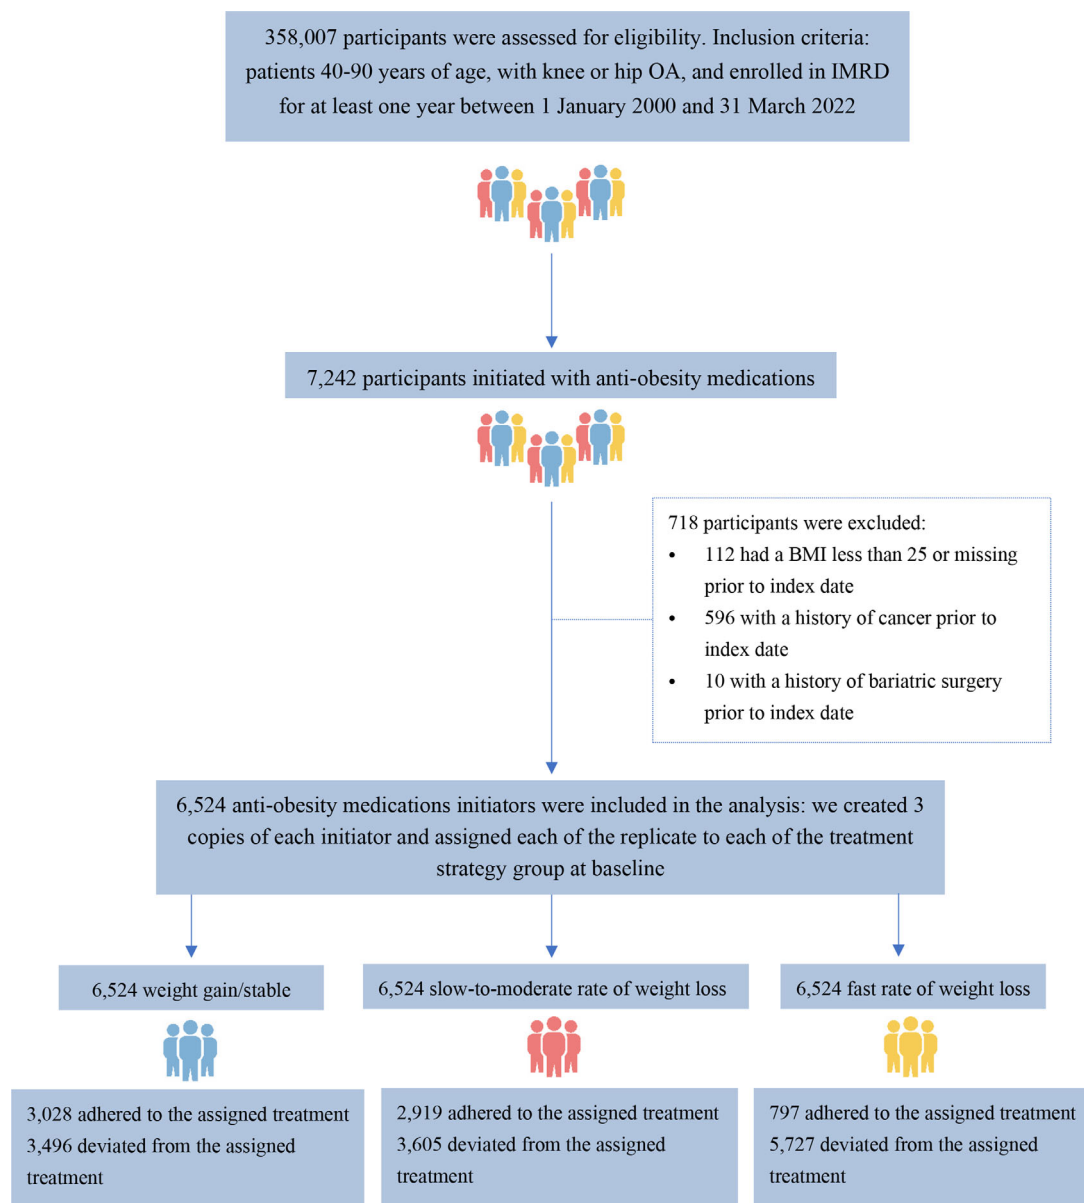 358,007 participants were assessed for eligibility. Inclusion criteria:
patients 40-90 years of age, with knee or hip OA, and enrolled in IMRD
for at least one year between 1 January 2000 and 31 March 2022
7,242 participants initiated with anti-obesity medications
718 participants were excluded:
• 112 had a BMI less than 25 or missing
prior to index date
• 596 with a history of cancer prior to
index date
• 10 with a history of bariatric surgery
prior to index date
6,524 anti-obesity medications initiators were included in the analysis: we created 3
copies of each initiator and assigned each of the replicate to each of the treatment
strategy group at baseline
6,524 weight gain/stable
6,524 slow-to-moderate rate of weight loss
6,524 fast rate of weight loss
3,028 adhered to the assigned treatment
3,496 deviated from the assigned
treatment
2,919 adhered to the assigned treatment
3,605 deviated from the assigned
treatment
797 adhered to the assigned treatment
5,727 deviated from the assigned
treatment